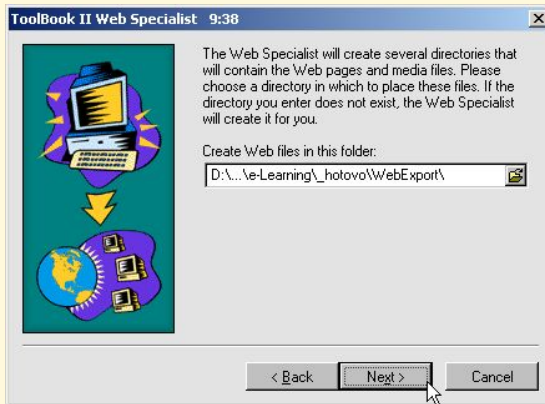 ToolBook II Web Specialist 9:38
The Web Specialist will create several directories that
will contain the Web pages and media files. Please
choose a directory in which to place these files. If the
directory you enter does not exist, the Web Specialist
will create it for you.
Create Web files in this folder:
D:\...\e-Learning\_hotovo\WebExport\
< Back
Next >
Cancel